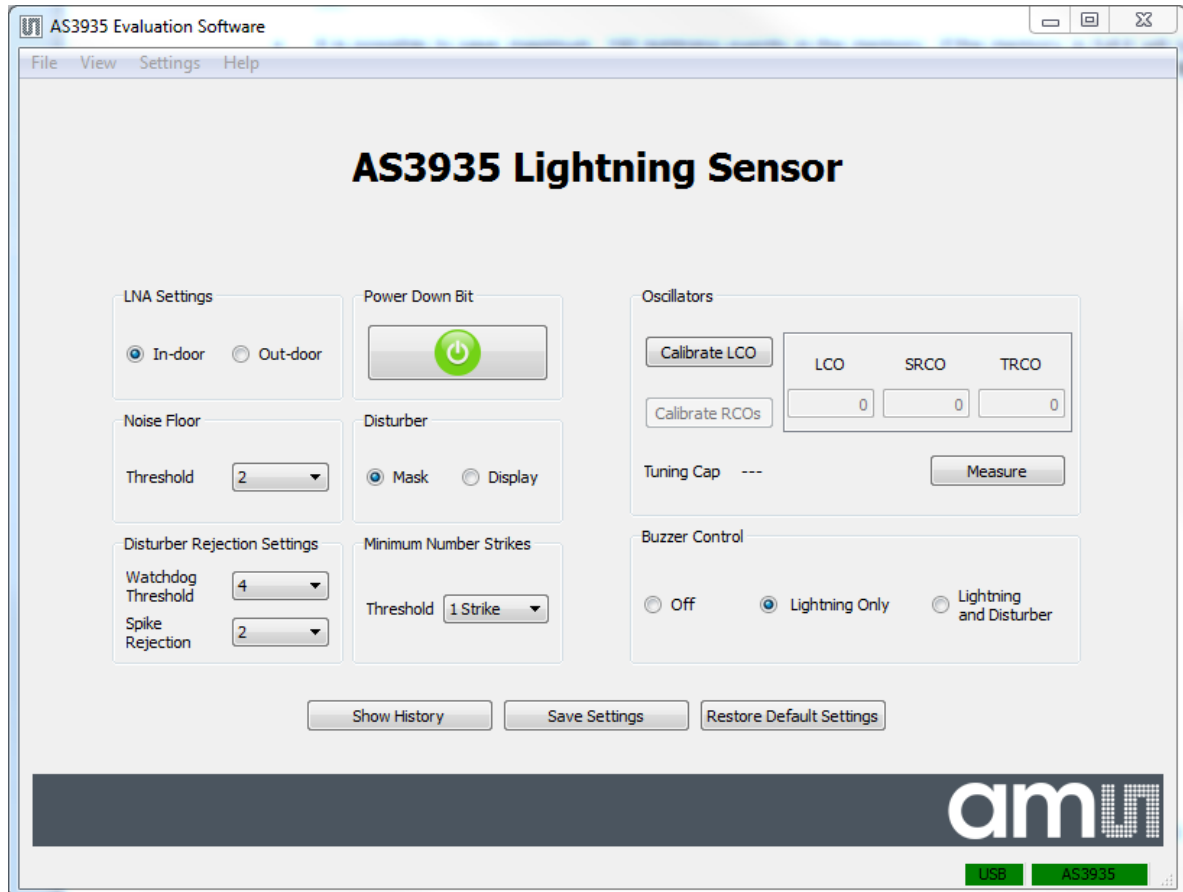 AS3935 Evaluation Software
File View Settings Help
AS3935 Lightning Sensor
LNA Settings
In-door Out-door
Power Down Bit
Noise Floor
Threshold 2
Disturber
Mask Display
Disturber Rejection Settings
Watchdog
Threshold
4
Spike
Rejection
2
Minimum Number Strikes
Threshold 1 Strike
Oscillators
Calibrate LCO
Calibrate RCOs
LCO SRCO TRCO
0 0 0
Tuning Cap --- Measure
Buzzer Control
Off Lightning Only
Lightning
and Disturber
Show History Save Settings Restore Default Settings
am
USB AS3935